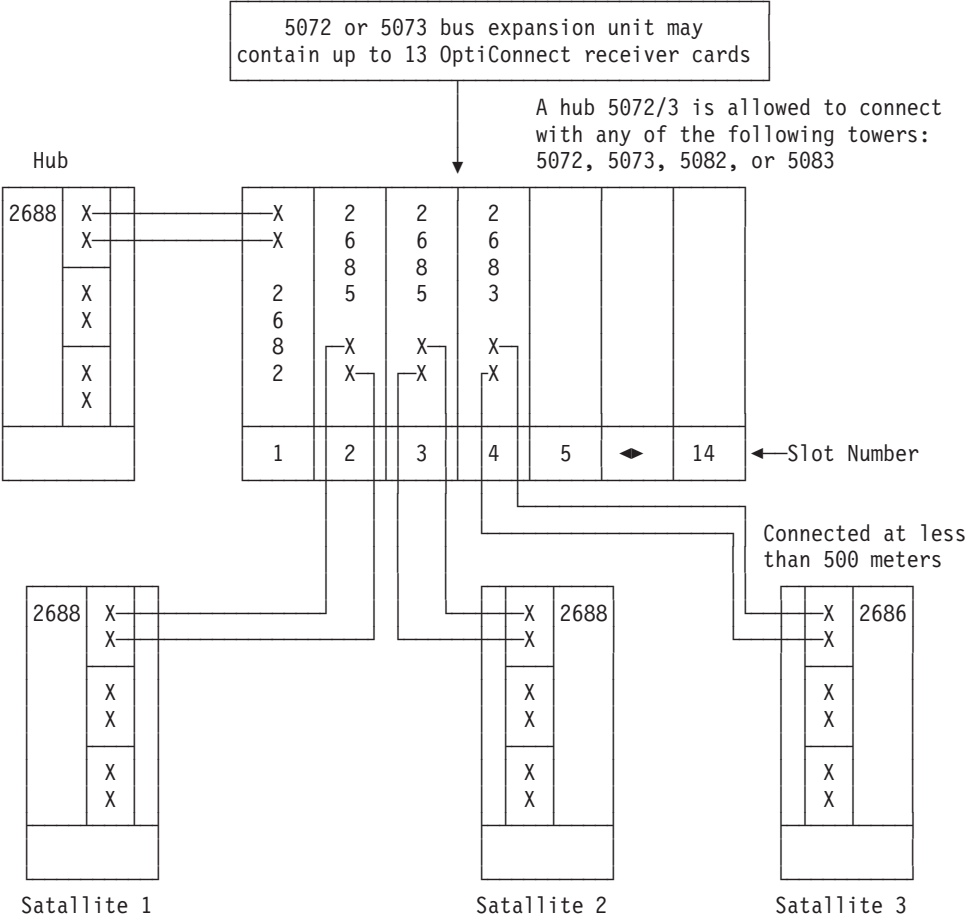 5072 or 5073 bus expansion unit may
contain up to 13 OptiConnect receiver cards
A hub 5072/3 is allowed to connect
with any of the following towers:
5072, 5073, 5082, or 5083
Hub
2688 X X 2 2 2
X X 6 6 6
8 8 8
X 2 5 5 3
X 6
8 X X X
X 2 X X X
X
1 2 3 4 5 14 Slot Number
Connected at less
than 500 meters
2688 X X 2688 X 2686
X X X
X X X
X X X
X X X
X X X
Satallite 1 Satallite 2 Satallite 3